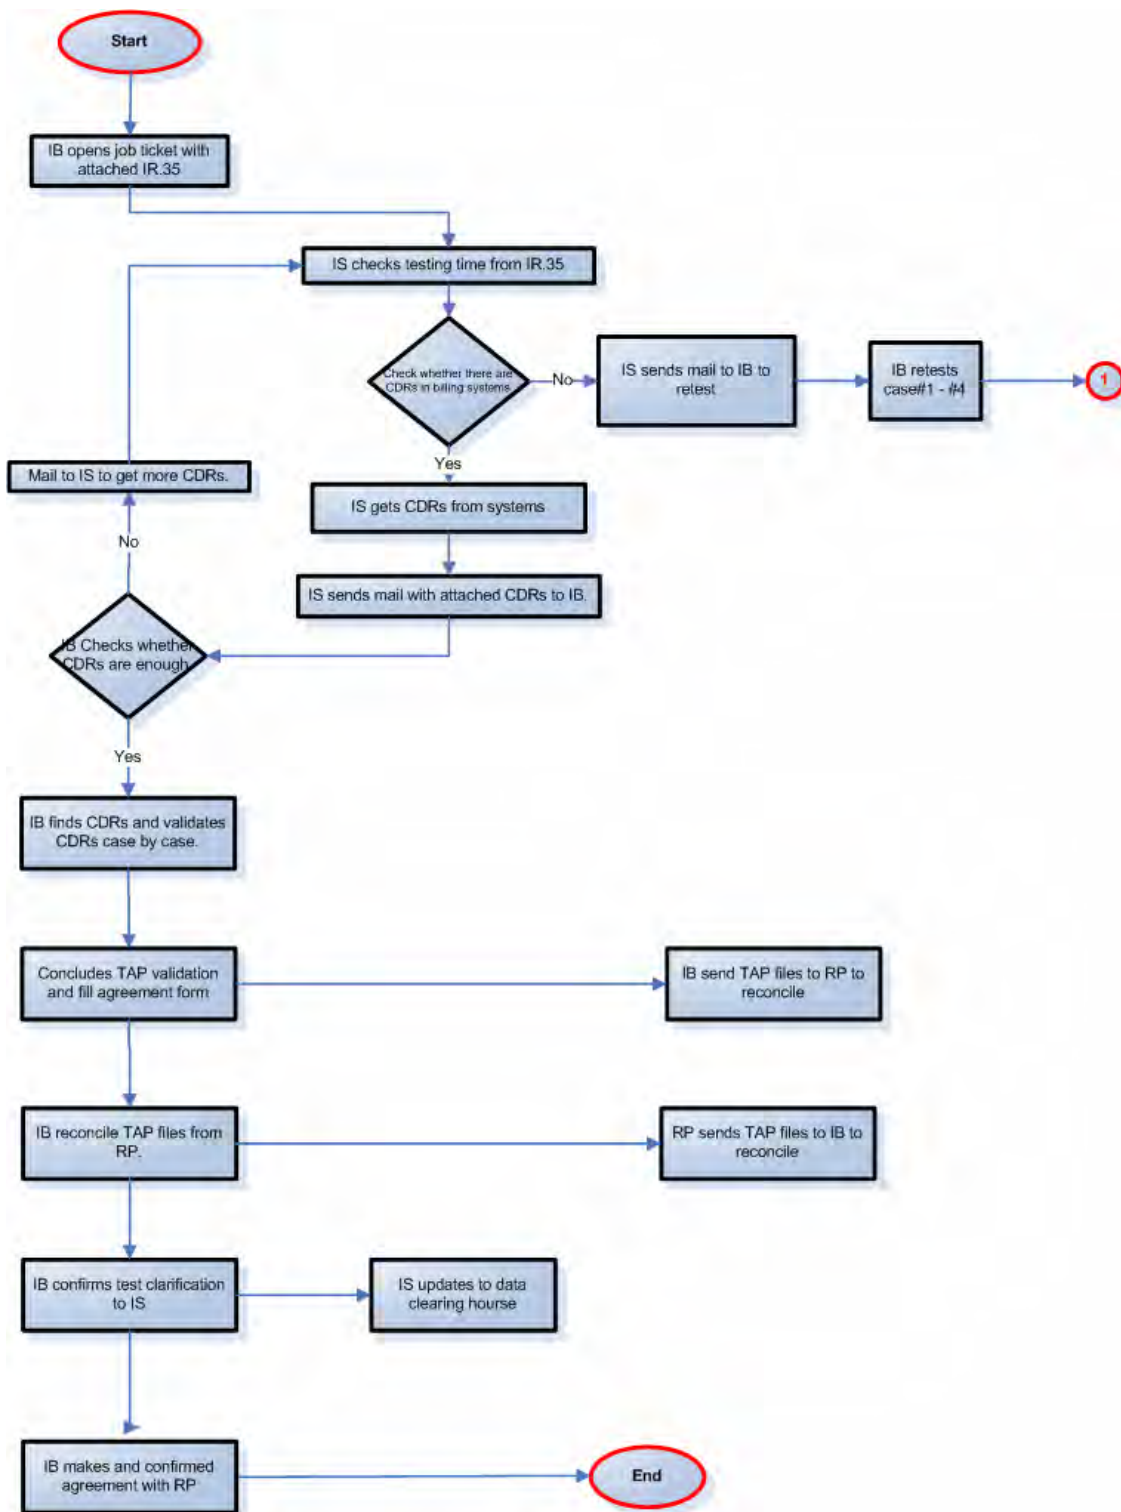 Start
IB opens job ticket with
attached IR.35
IS checks testing time from IR.35
Check whether there are
CDRs in billing systems
No
IS sends mail to IB to
retest
IB retests
case#1 - #4
1
Yes
Mail to IS to get more CDRs.
IS gets CDRs from systems
No
IS sends mail with attached CDRs to IB.
IB Checks whether
CDRs are enough
Yes
IB finds CDRs and validates
CDRs case by case.
Concludes TAP validation
and fill agreement form
IB send TAP files to RP to
reconcile
IB reconcile TAP files from
RP.
RP sends TAP files to IB to
reconcile
IB confirms test clarification
to IS
IS updates to data
clearing hourse
IB makes and confirmed
agreement with RP
End